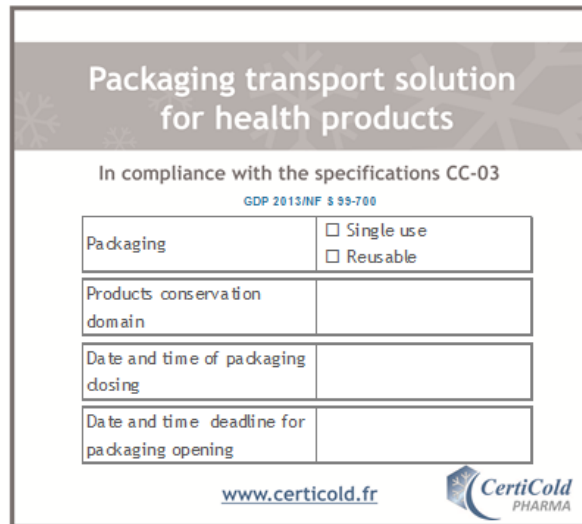 Packaging transport solution
for health products
In compliance with the specifications CC-03
GDP 2013/NF S 99-700
Packaging
☐ Single use
☐ Reusable
Products conservation
domain
Date and time of packaging
closing
Date and time deadline for
packaging opening
www.certicold.fr
CertiCold
PHARMA